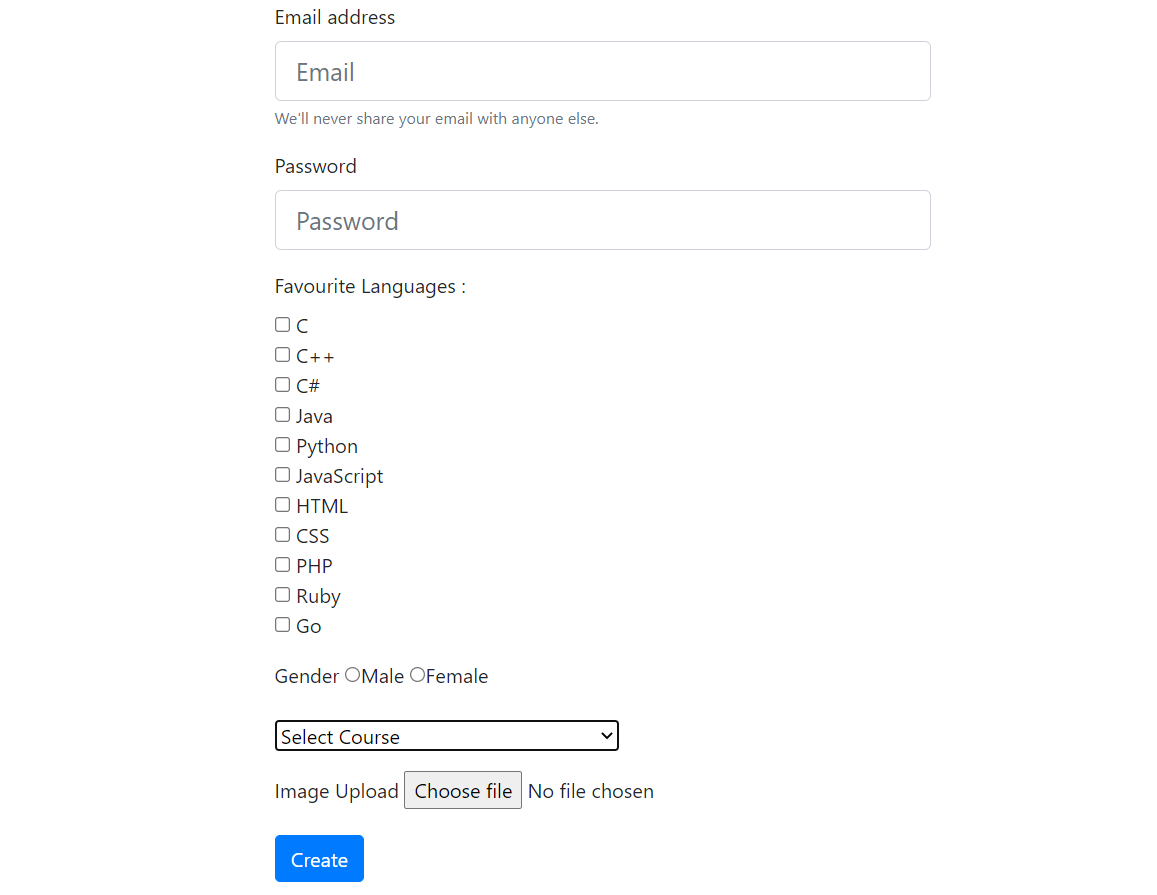 Email address
Email
We'll never share your email with anyone else.
Password
Password
Favourite Languages :
C
C++
C#
Java
Python
JavaScript
HTML
CSS
PHP
Ruby
Go
Gender Male Female
Select Course
Image Upload Choose file No file chosen
Create